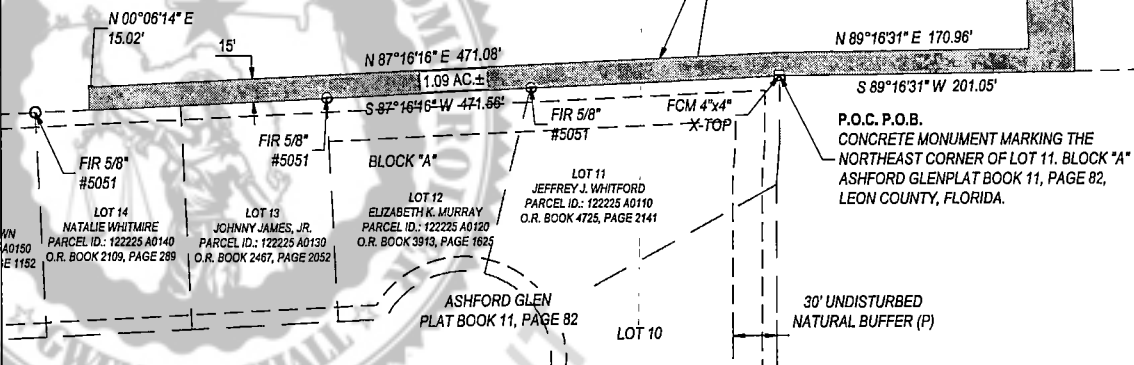 N 00°06'14" E
15.02'
15'
N 87°16'16" E 471.08'
1.09 AC.±
S 87°16'16" W 471.56'
N 89°16'31" E 170.96'
S 89°16'31" W 201.05'
FIR 5/8"
#5051
FIR 5/8"
#5051
FIR 5/8"
#5051
FCM 4"x4"
X-TOP
P.O.C. P.O.B.
CONCRETE MONUMENT MARKING THE
NORTHEAST CORNER OF LOT 11. BLOCK "A"
ASHFORD GLENPLAT BOOK 11, PAGE 82,
LEON COUNTY, FLORIDA.
BLOCK "A"
WN
A0150
GE 1152
LOT 14
NATALIE WHITMIRE
PARCEL ID.: 122225 A0140
O.R. BOOK 2109, PAGE 289
LOT 13
JOHNNY JAMES, JR.
PARCEL ID.: 122225 A0130
O.R. BOOK 2467, PAGE 2052
LOT 12
ELIZABETH K. MURRAY
PARCEL ID.: 122225 A0120
O.R. BOOK 3913, PAGE 1625
LOT 11
JEFFREY J. WHITFORD
PARCEL ID.: 122225 A0110
O.R. BOOK 4725, PAGE 2141
ASHFORD GLEN
PLAT BOOK 11, PAGE 82
LOT 10
30' UNDISTURBED
NATURAL BUFFER (P)